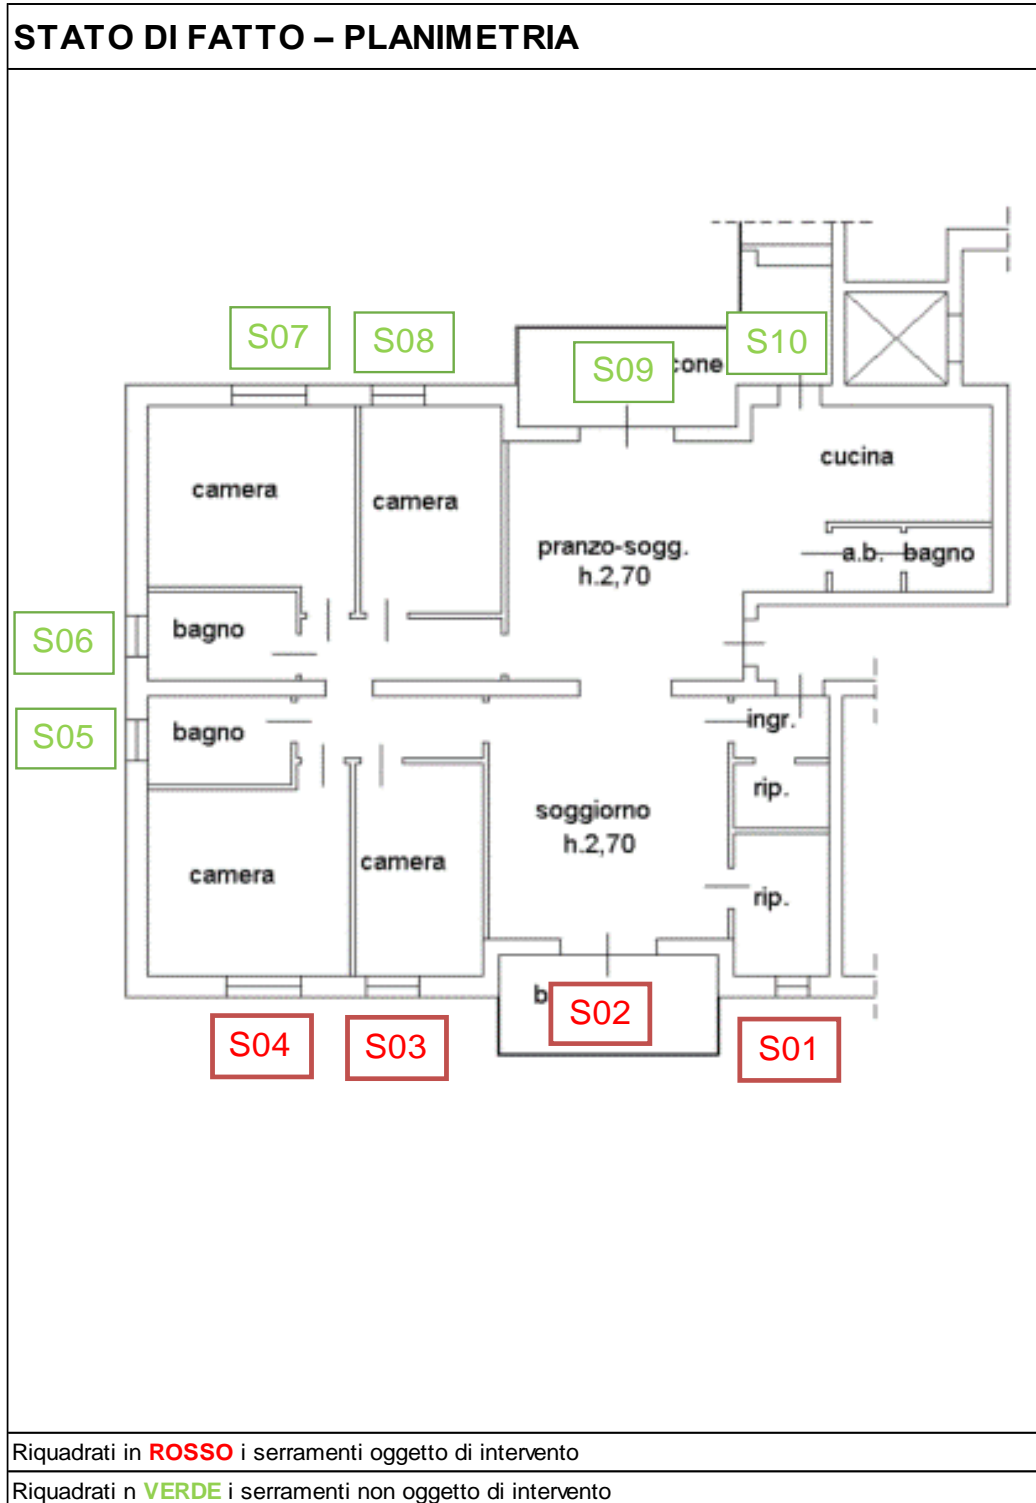 STATO DI FATTO – PLANIMETRIA
S07
S08
S10
S09
cone
cucina
camera
camera
pranzo-sogg.
h.2,70
a.b.
bagno
S06
bagno
S05
bagno
ingr.
rip.
soggiorno
h.2,70
camera
camera
rip.
b
S02
S04
S03
S01
Riquadrati in ROSSO i serramenti oggetto di intervento
Riquadrati n VERDE i serramenti non oggetto di intervento